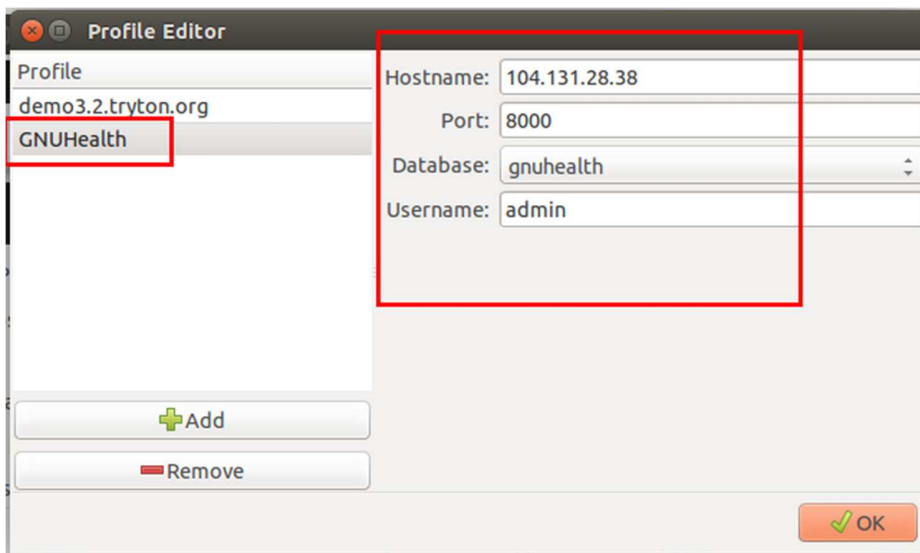 Profile Editor
Profile
demo3.2.tryton.org
GNUHealth
Hostname: 104.131.28.38
Port: 8000
Database: gnuhealth
Username: admin
Add
Remove
OK